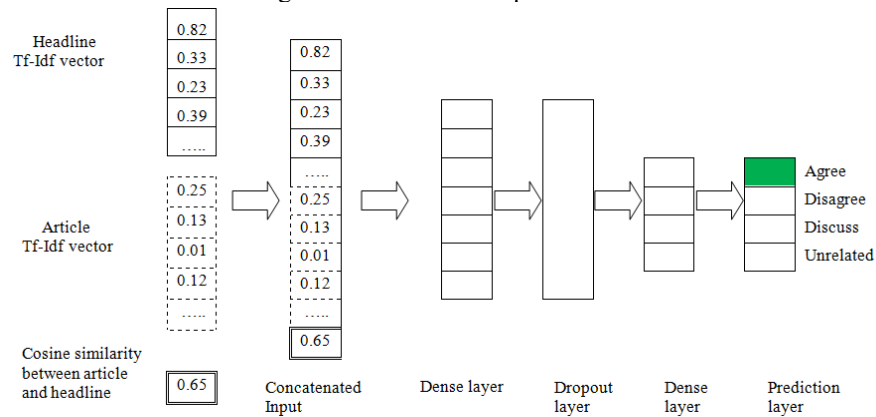 Headline
Tf-Idf vector
0.82
0.33
0.23
0.39
.....
Article
Tf-Idf vector
0.25
0.13
0.01
0.12
.....
Cosine similarity
between article
and headline
0.65
0.82
0.33
0.23
0.39
.....
0.25
0.13
0.01
0.12
.....
0.65
Concatenated
Input
Dense layer
Dropout
layer
Dense
layer
Agree
Disagree
Discuss
Unrelated
Prediction
layer